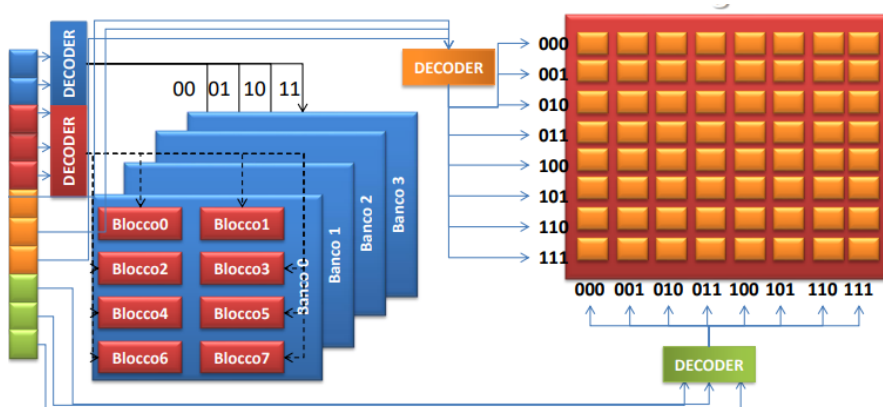 DECODER
DECODER
00 01 10 11
Banco 3
Banco 2
Banco 1
Banco 0
Blocco0 Blocco1
Blocco2 Blocco3
Blocco4 Blocco5
Blocco6 Blocco7
DECODER
000
001
010
011
100
101
110
111
000 001 010 011 100 101 110 111
DECODER